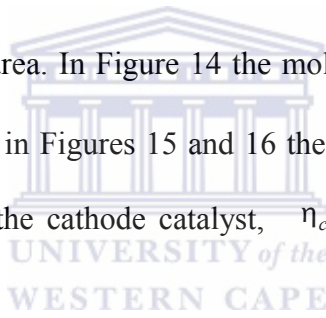 area. In Figure 14 the mol
in Figures 15 and 16 the
the cathode catalyst, η_c
UNIVERSITY of the
WESTERN CAPE